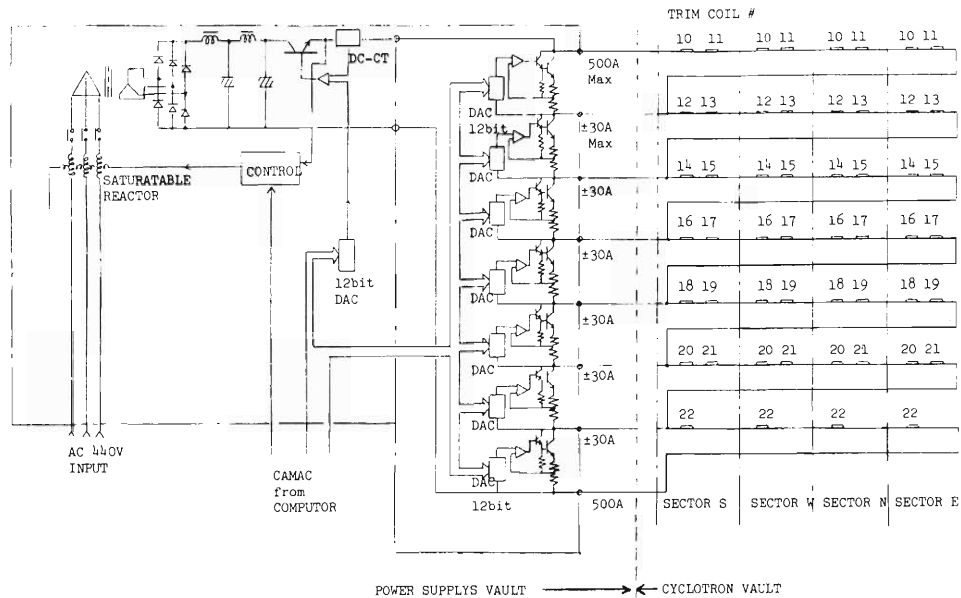 TRIM COIL #
10 11 10 11 10 11 10 11
DC-CT
500A
Max
DAC
12bit
12 13 12 13 12 13 12 13
±30A
Max
DAC
14 15 14 15 14 15 14 15
±30A
CONTROL
SATURATABLE
REACTOR
DAC
16 17 16 17 16 17 16 17
±30A
12bit
DAC
DAC
18 19 18 19 18 19 18 19
±30A
DAC
20 21 20 21 20 21 20 21
±30A
DAC
22 22 22 22
±30A
AC 440V
INPUT
CAMAC
from
COMPUTOR
DAC
12bit
500A
SECTOR S SECTOR W SECTOR N SECTOR E
POWER SUPPLYS VAULT
CYCLOTRON VAULT